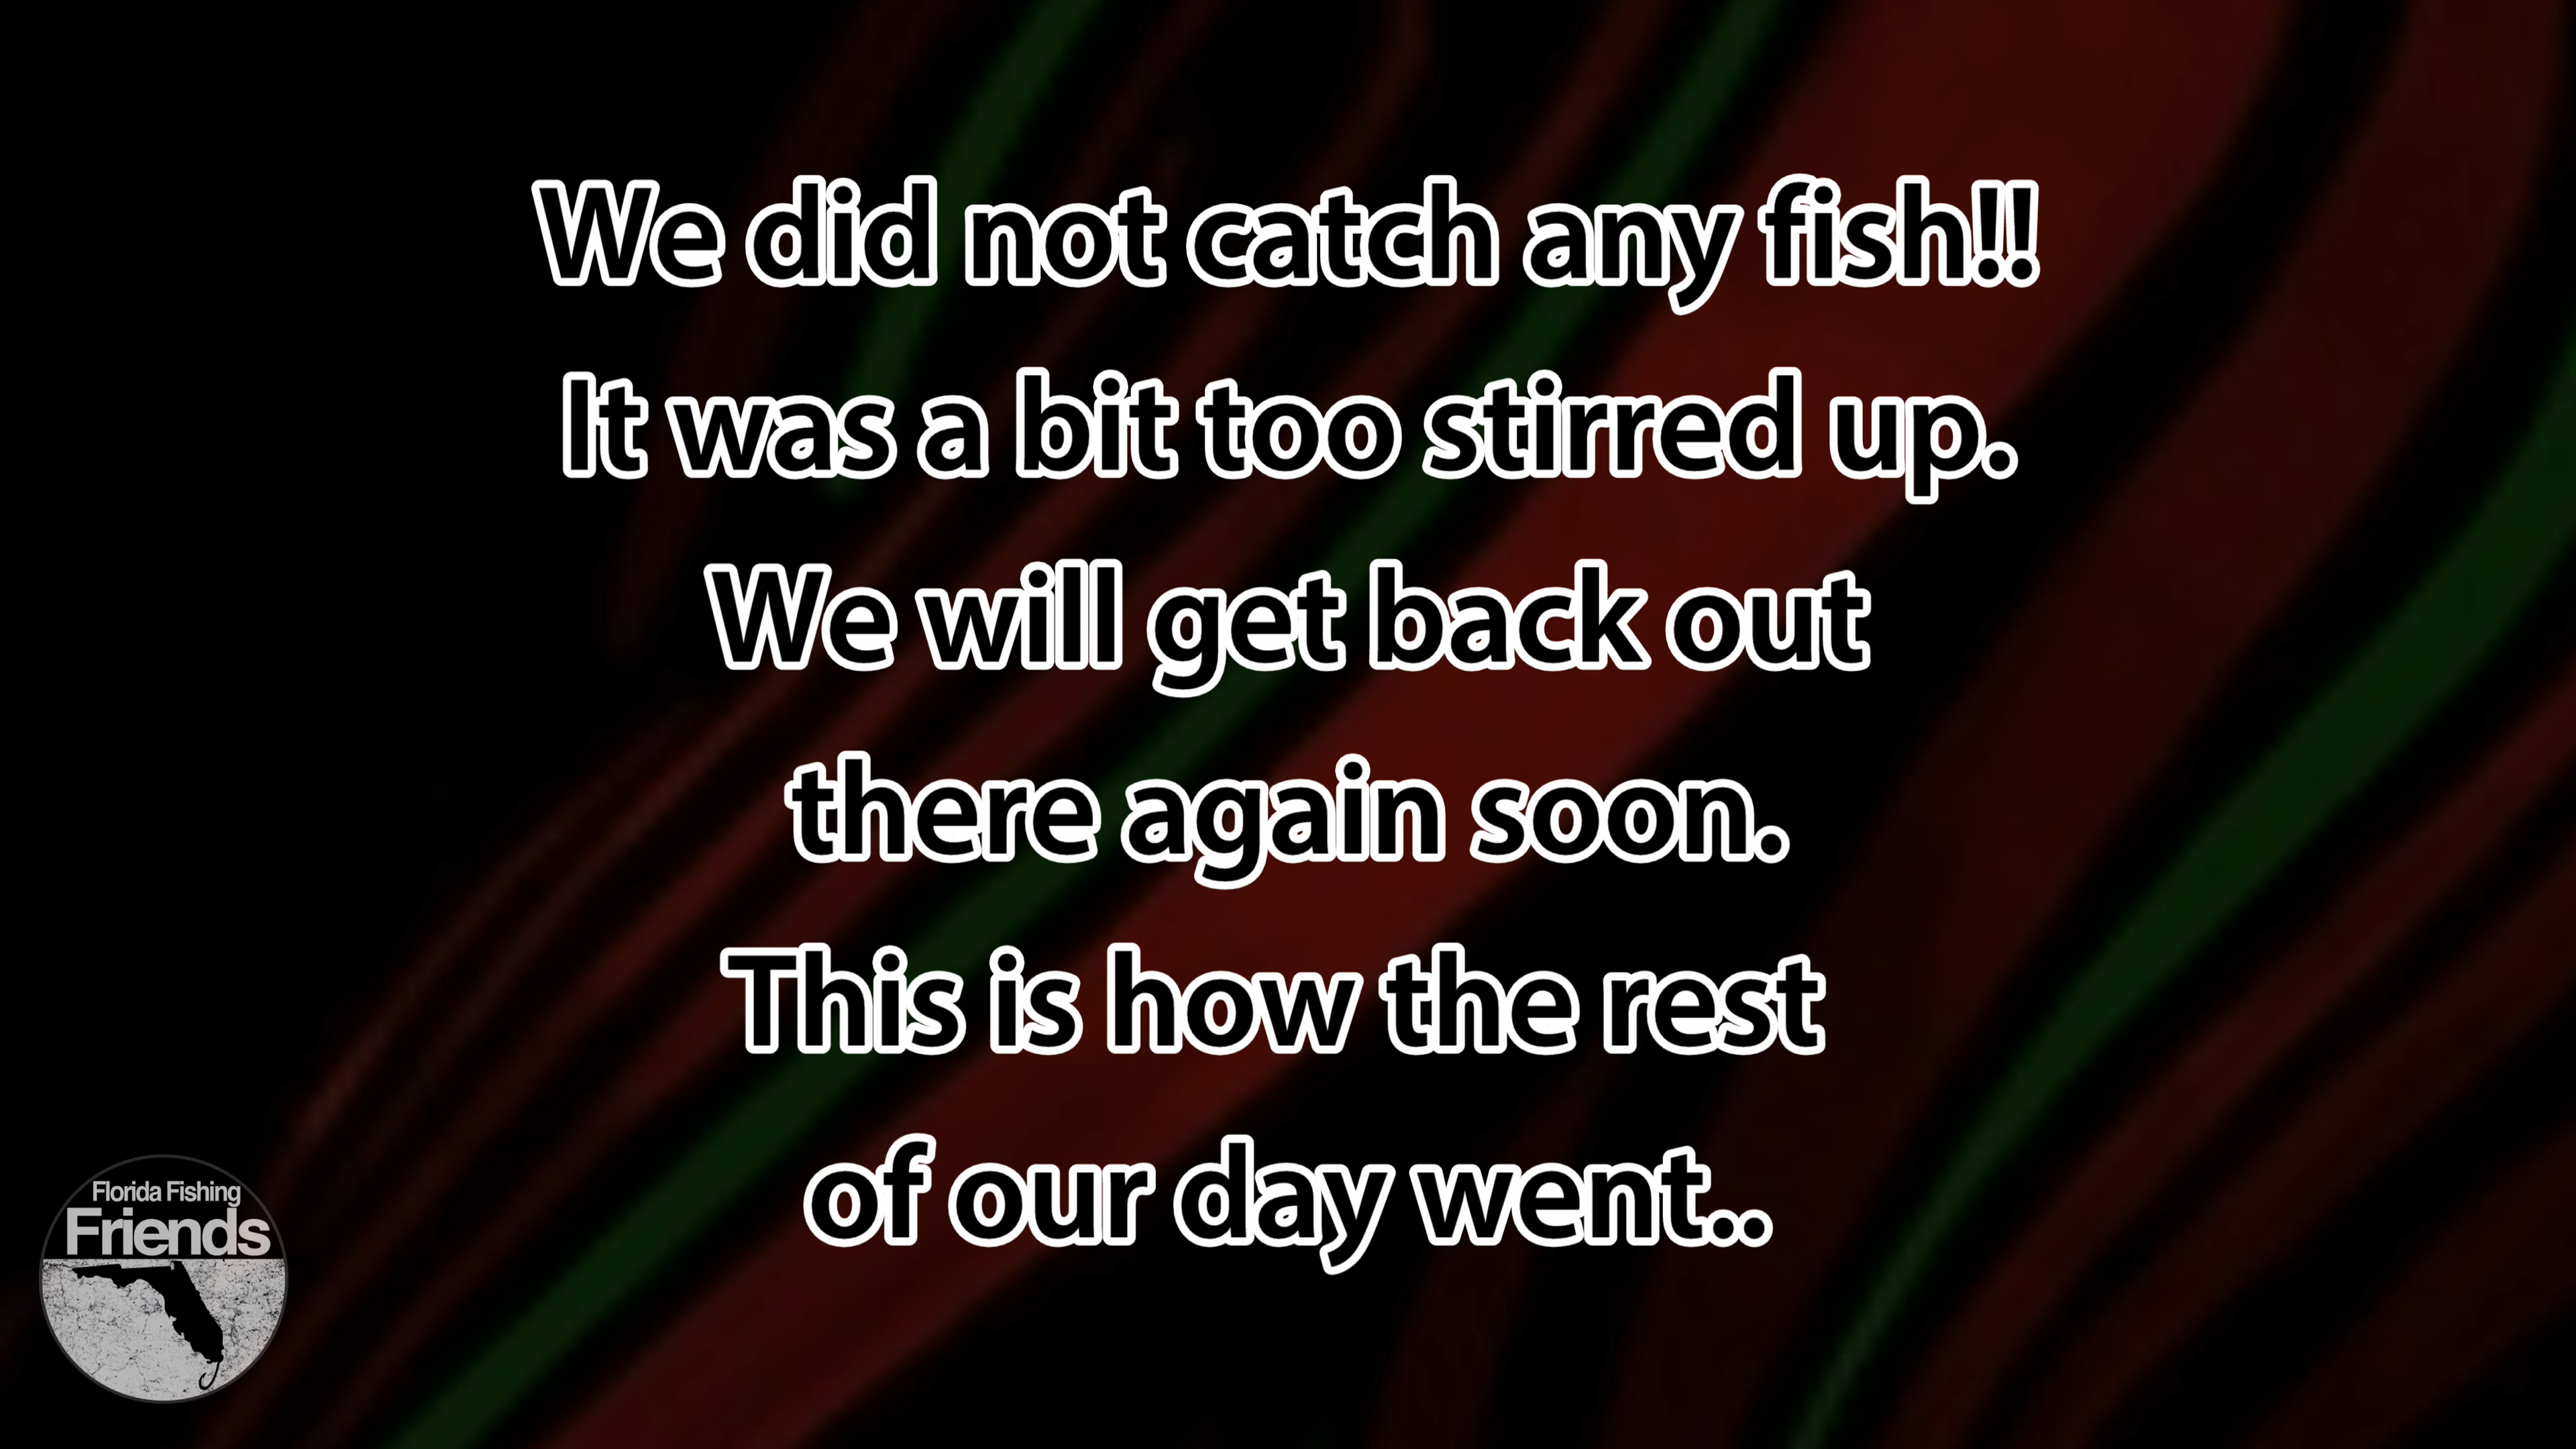 We did not catch any fish!!
It was a bit too stirred up.
We will get back out
there again soon.
This is how the rest
of our day went..
Florida Fishing
Friends